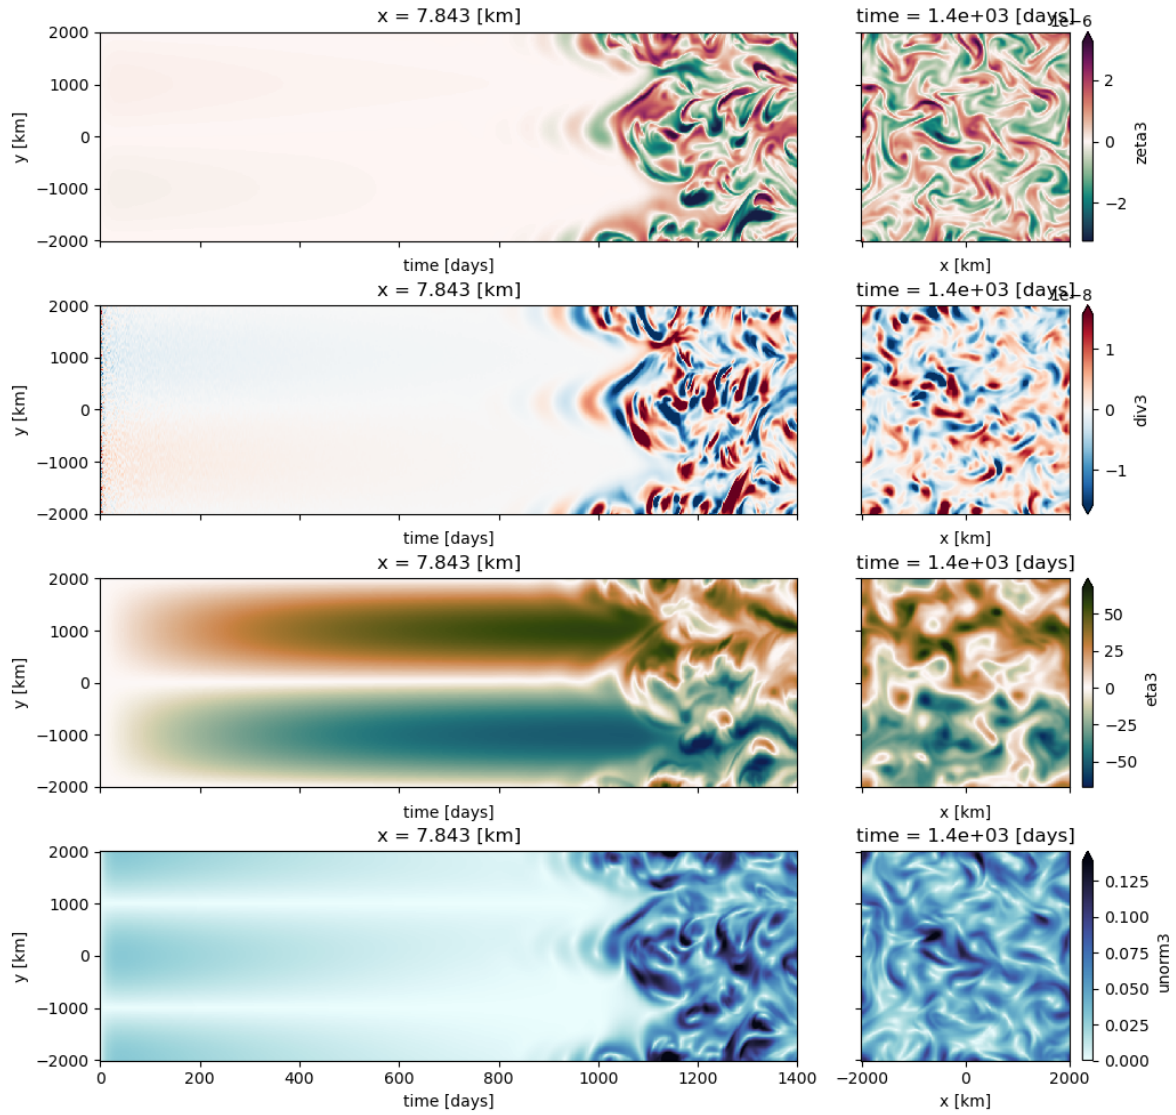 x = 7.843 [km] time = 1.4e+03 [days]
1e−6
2000
1000
0
−1000
−2000
y [km]
time [days]
x [km]
2
0
−2
zeta3
x = 7.843 [km] time = 1.4e+03 [days]
1e−8
2000
1000
0
−1000
−2000
y [km]
time [days]
x [km]
1
0
−1
div3
x = 7.843 [km] time = 1.4e+03 [days]
2000
1000
0
−1000
−2000
y [km]
time [days]
x [km]
50
25
0
−25
−50
eta3
x = 7.843 [km] time = 1.4e+03 [days]
2000
1000
0
−1000
−2000
y [km]
0 200 400 600 800 1000 1200 1400
time [days]
−2000 0 2000
x [km]
0.125
0.100
0.075
0.050
0.025
0.000
unorm3